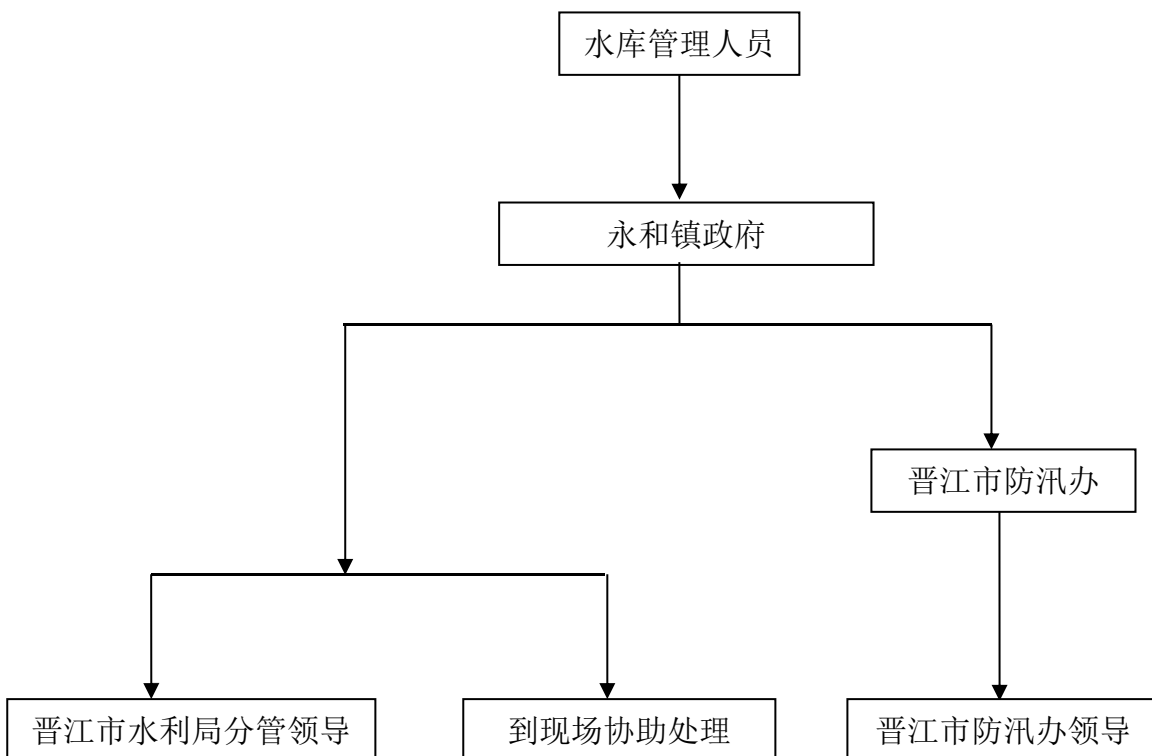 水库管理人员
永和镇政府
晋江市防汛办
晋江市水利局分管领导
到现场协助处理
晋江市防汛办领导